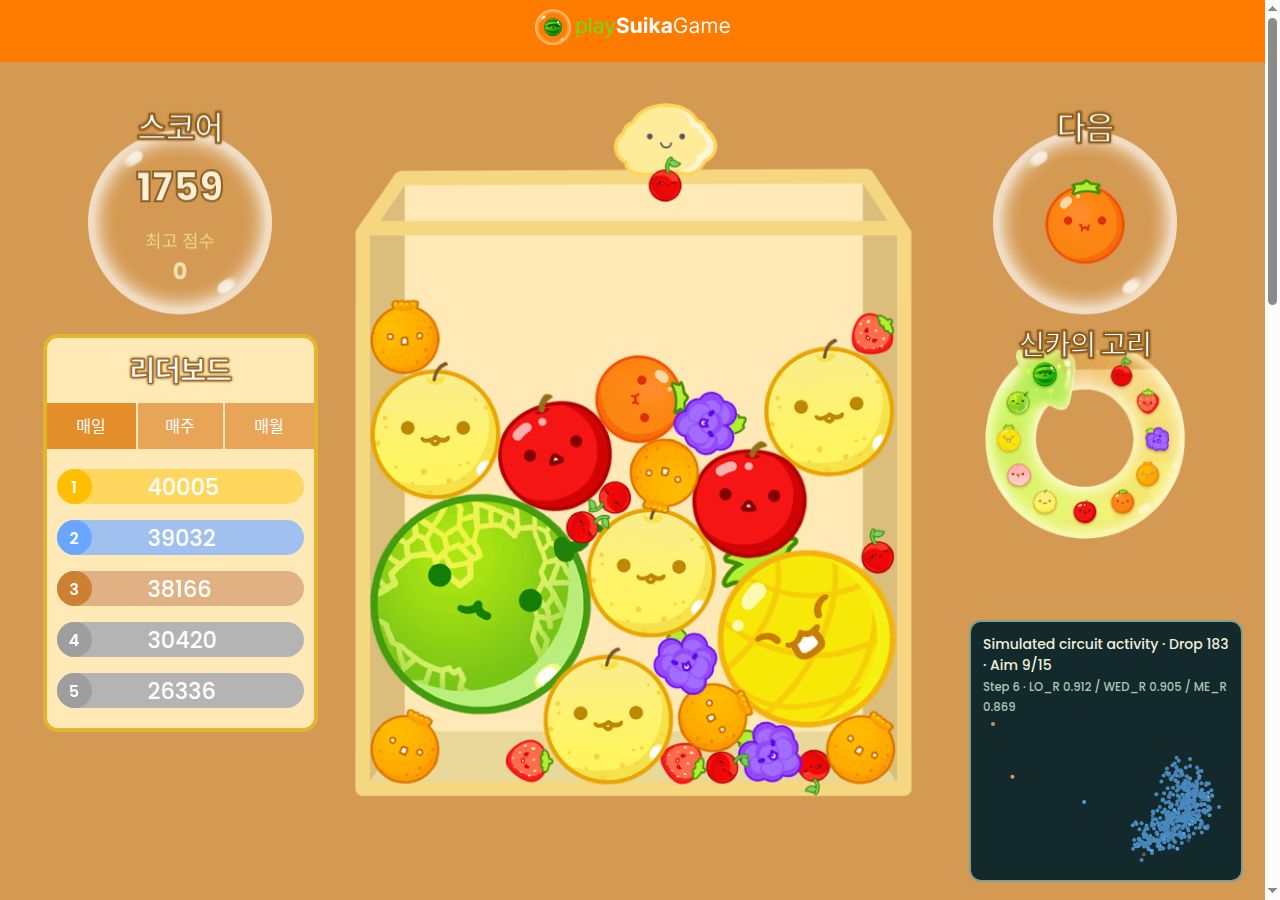 playSuikaGame
스코어
1759
최고 점수
0
리더보드
매일 매주 매월
1 40005
2 39032
3 38166
4 30420
5 26336
다음
신카의 고리
Simulated circuit activity · Drop 183
· Aim 9/15
Step 6 · LO_R 0.912 / WED_R 0.905 / ME_R
0.869